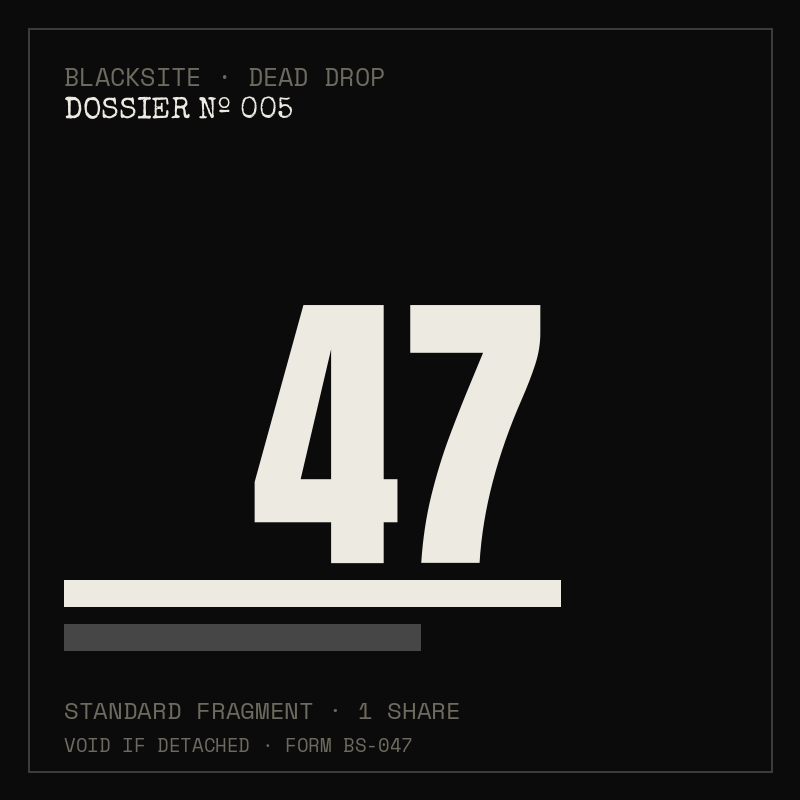 BLACKSITE · DEAD DROP
DOSSIER Nº 005
47
STANDARD FRAGMENT · 1 SHARE
VOID IF DETACHED · FORM BS-047